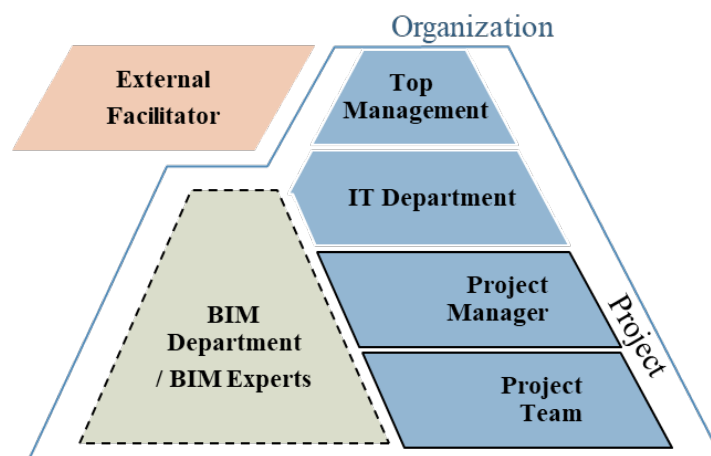 Organization
External
Facilitator
Top
Management
IT Department
BIM
Department
/ BIM Experts
Project
Manager
Project
Project
Team